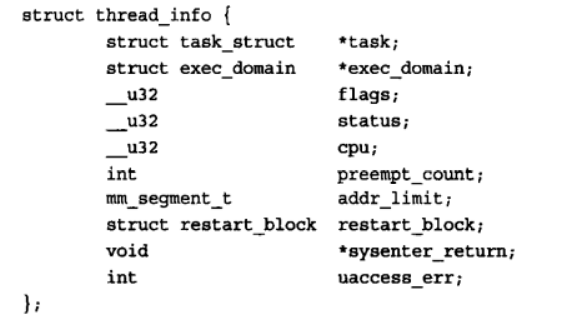 struct thread_info {
        struct task_struct    *task;
        struct exec_domain    *exec_domain;
        __u32                 flags;
        __u32                 status;
        __u32                 cpu;
        int                   preempt_count;
        mm_segment_t          addr_limit;
        struct restart_block  restart_block;
        void                  *sysenter_return;
        int                   uaccess_err;
};